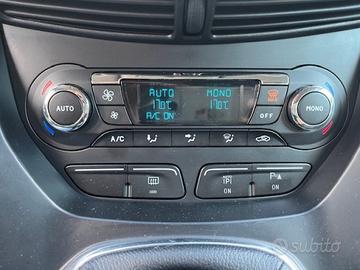 AUTO MONO
17.0°C 17.0°C
A/C ON
AUTO
MONO
OFF
A/C
P ON
P ON
subito